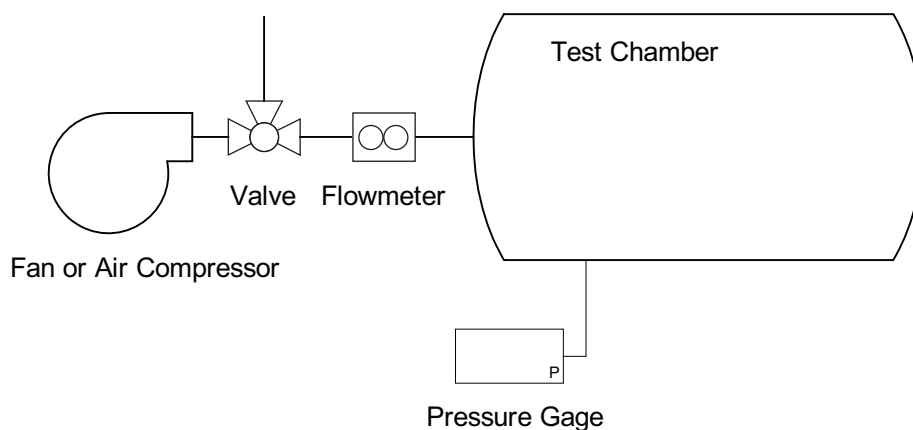 Test Chamber
Valve
Flowmeter
Fan or Air Compressor
P
Pressure Gage